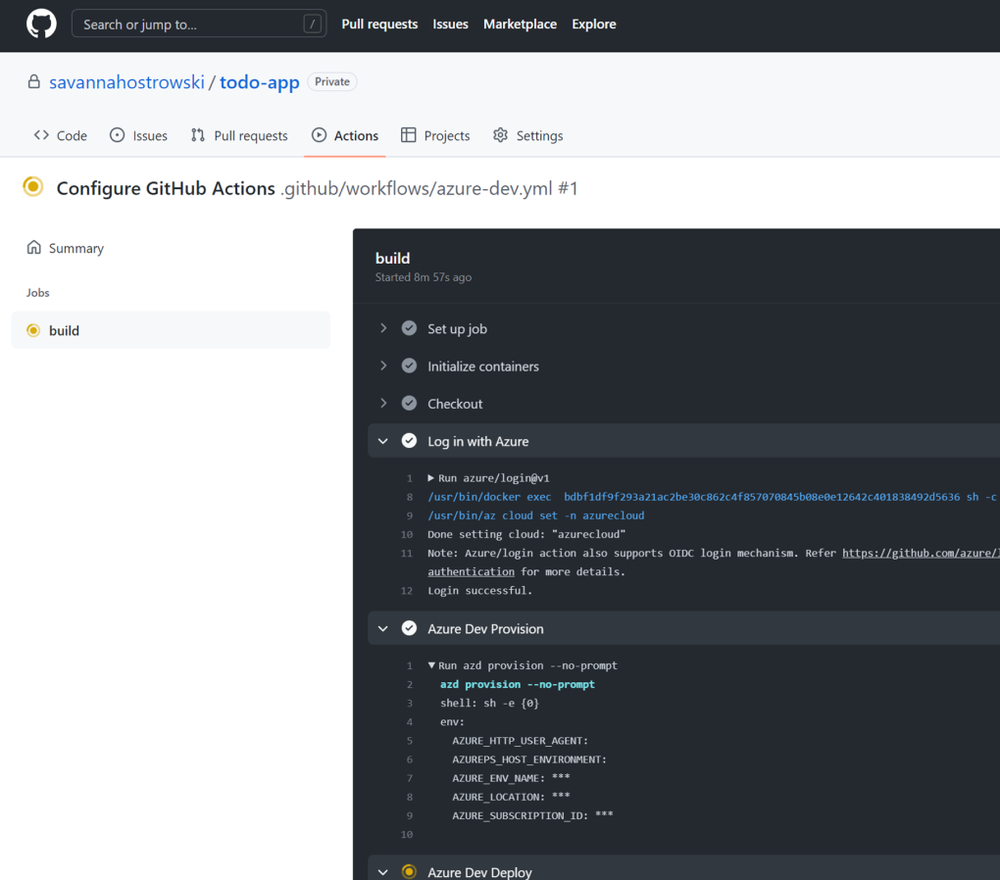 Search or jump to... / Pull requests Issues Marketplace Explore
savannahostrowski / todo-app Private
Code Issues Pull requests Actions Projects Settings
Configure GitHub Actions .github/workflows/azure-dev.yml #1
Summary
Jobs
build
build
Started 8m 57s ago
Set up job
Initialize containers
Checkout
Log in with Azure
1 Run azure/login@v1
8 /usr/bin/docker exec bdbf1df9f293a21ac2be30c862c4f857070845b08e0e12642c401838492d5636 sh -c
9 /usr/bin/az cloud set -n azurecloud
10 Done setting cloud: "azurecloud"
11 Note: Azure/login action also supports OIDC login mechanism. Refer https://github.com/azure/
authentication for more details.
12 Login successful.
Azure Dev Provision
1 Run azd provision --no-prompt
2 azd provision --no-prompt
3 shell: sh -e {0}
4 env:
5 AZURE_HTTP_USER_AGENT:
6 AZUREPS_HOST_ENVIRONMENT:
7 AZURE_ENV_NAME: ***
8 AZURE_LOCATION: ***
9 AZURE_SUBSCRIPTION_ID: ***
10
Azure Dev Deploy